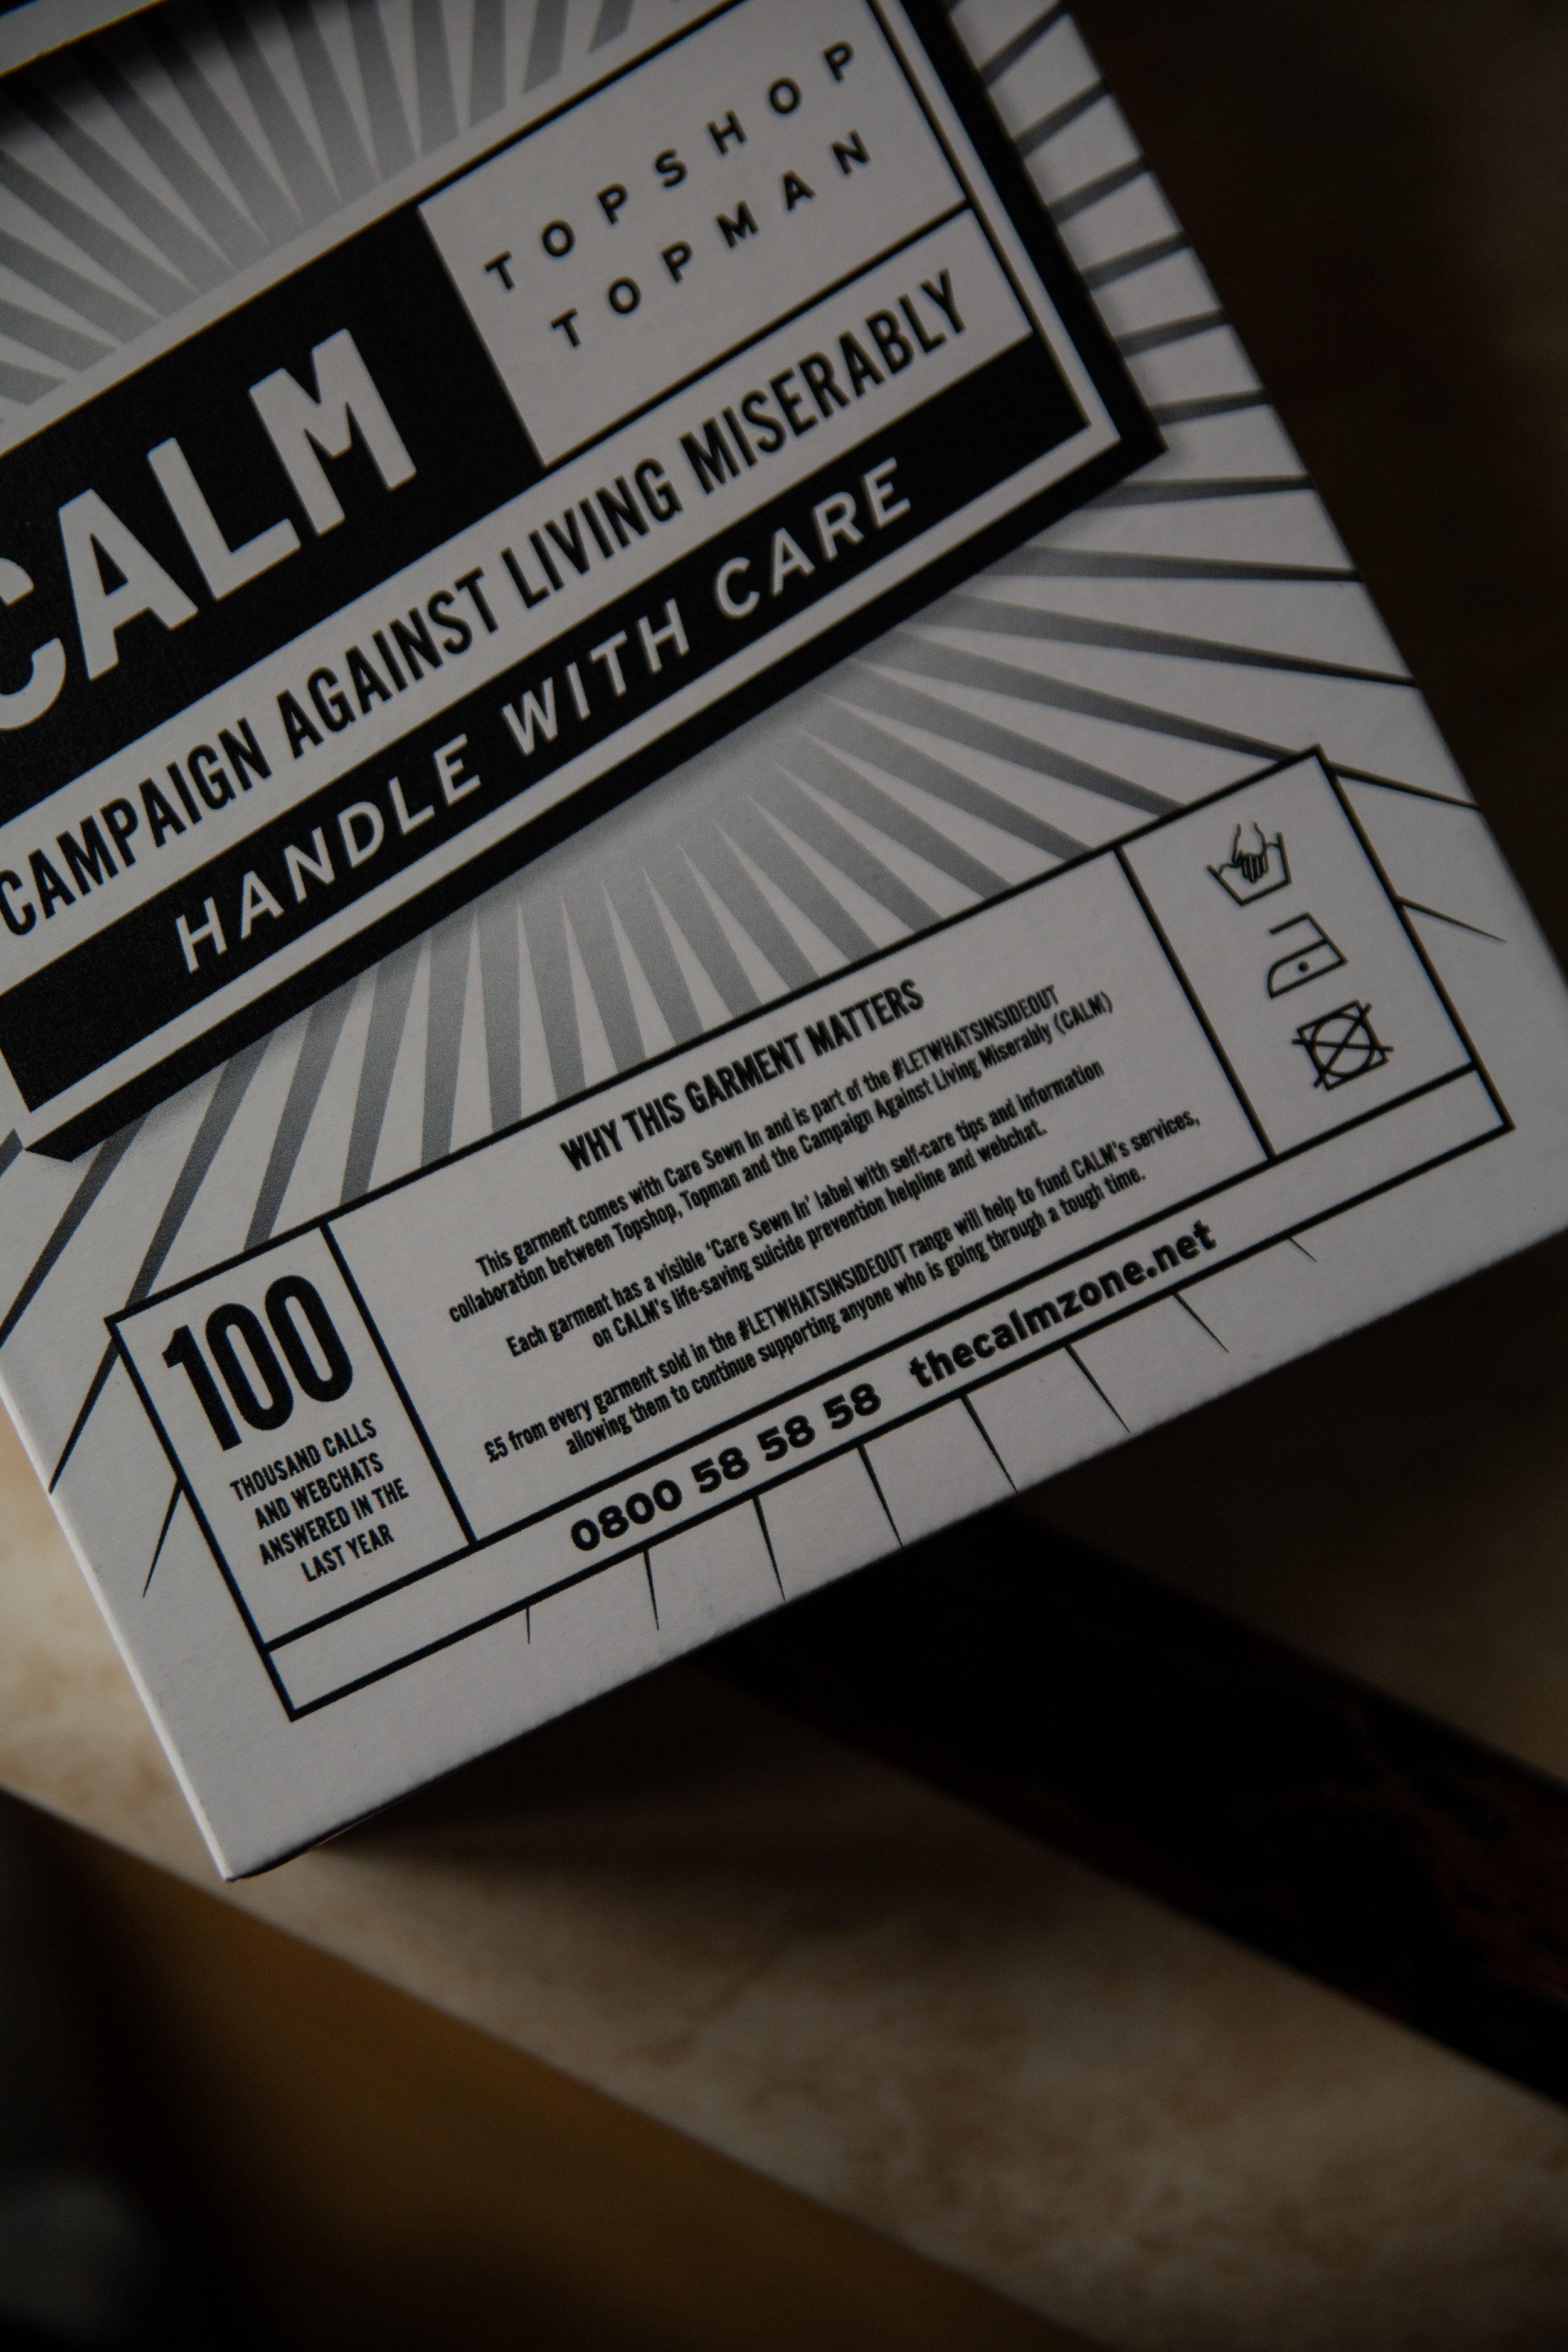 CALM
TOPSHOP
TOPMAN
CAMPAIGN AGAINST LIVING MISERABLY
HANDLE WITH CARE
100
THOUSAND CALLS
AND WEBCHATS
ANSWERED IN THE
LAST YEAR
WHY THIS GARMENT MATTERS
This garment comes with Care Sewn In and is part of the #LETWHATSINSIDEOUT
collaboration between Topshop, Topman and the Campaign Against Living Miserably (CALM)
Each garment has a visible ‘Care Sewn In’ label with self-care tips and information
on CALM's life-saving suicide prevention helpline and webchat.
£5 from every garment sold in the #LETWHATSINSIDEOUT range will help to fund CALM's services,
allowing them to continue supporting anyone who is going through a tough time.
0800 58 58 58 thecalmzone.net